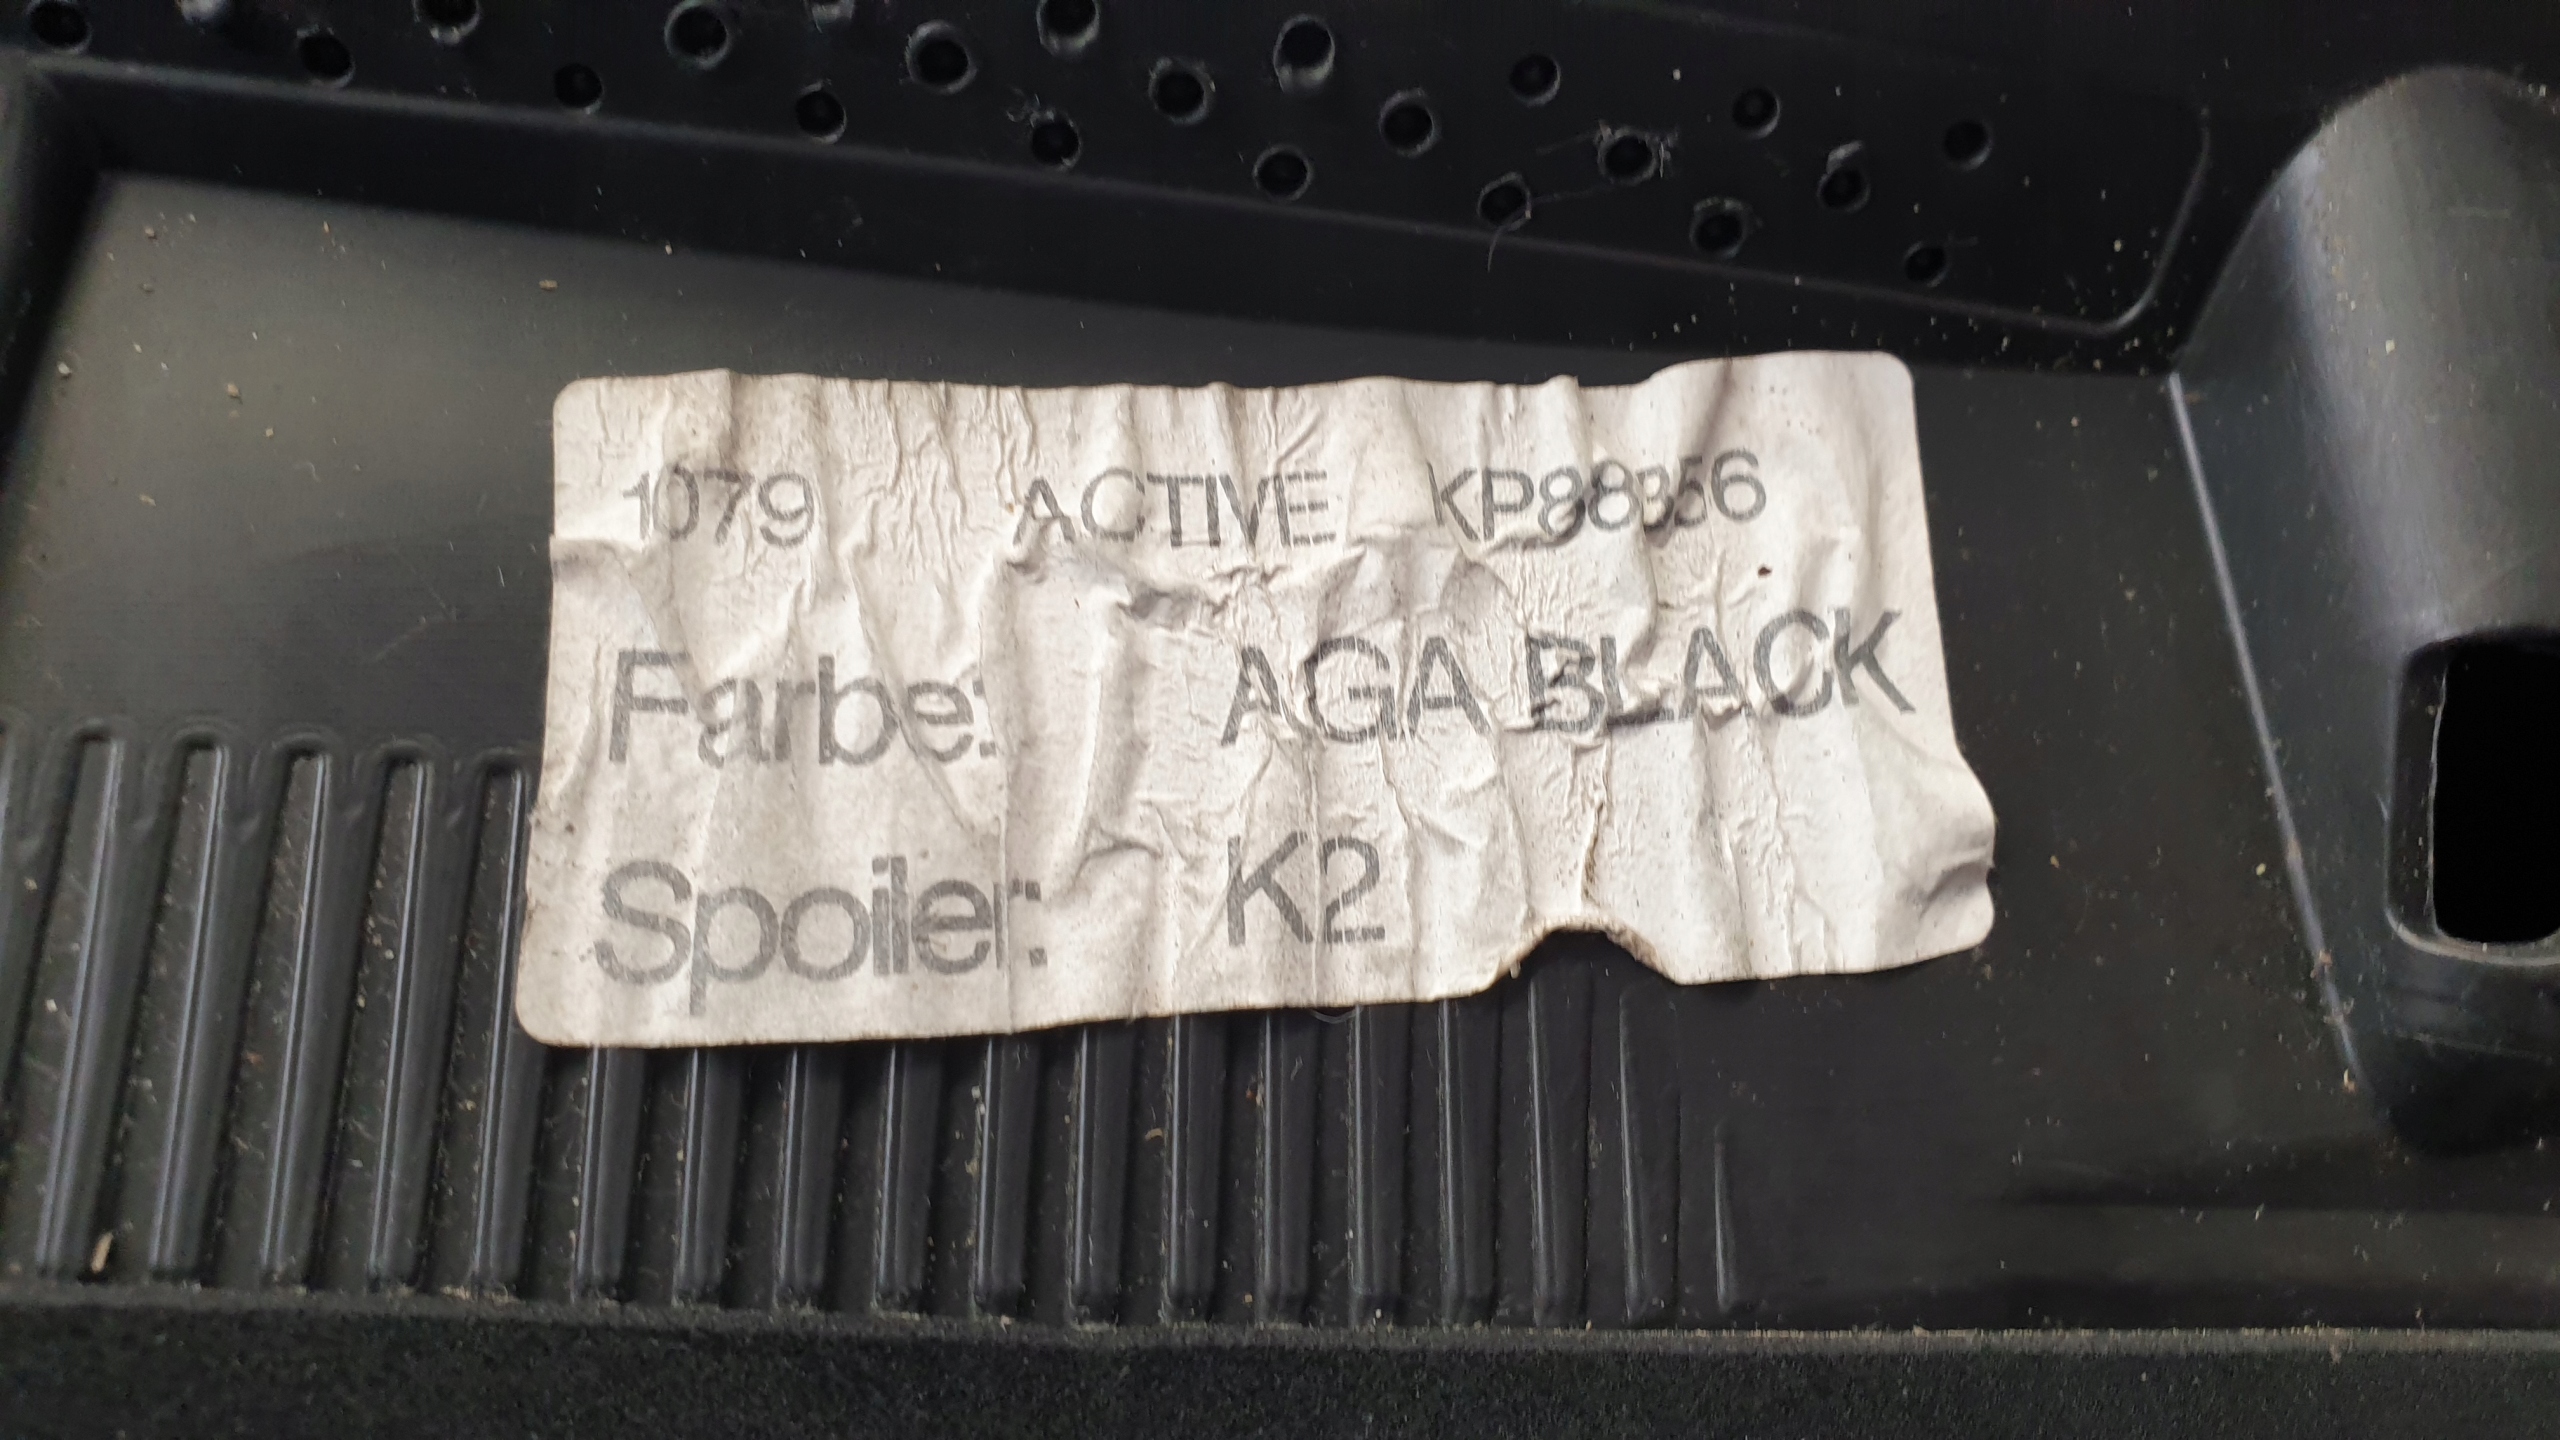 1079 ACTIVE KP88356
Farbe: AGA BLACK
Spoiler: K2